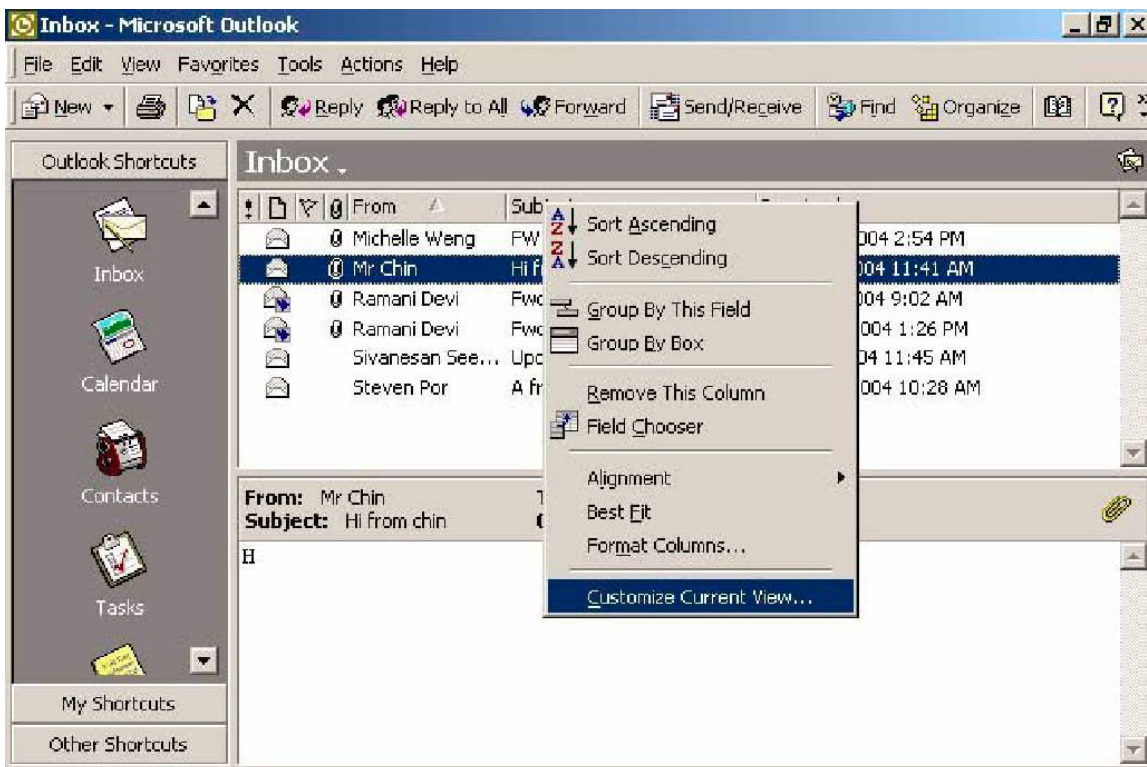 Inbox - Microsoft Outlook
File Edit View Favorites Tools Actions Help
New Reply Reply to All Forward Send/Receive Find Organize
Outlook Shortcuts
Inbox
From Sub
Michelle Weng FW 004 2:54 PM
Mr Chin Hi f 004 11:41 AM
Ramani Devi Fwd 004 9:02 AM
Ramani Devi Fwd 004 1:26 PM
Sivanesan See... Upd 04 11:45 AM
Steven Por A fr 004 10:28 AM
Sort Ascending
Sort Descending
Group By This Field
Group By Box
Remove This Column
Field Chooser
Alignment
Best Fit
Format Columns...
Customize Current View...
From: Mr Chin
Subject: Hi from chin
H
Inbox
Calendar
Contacts
Tasks
My Shortcuts
Other Shortcuts